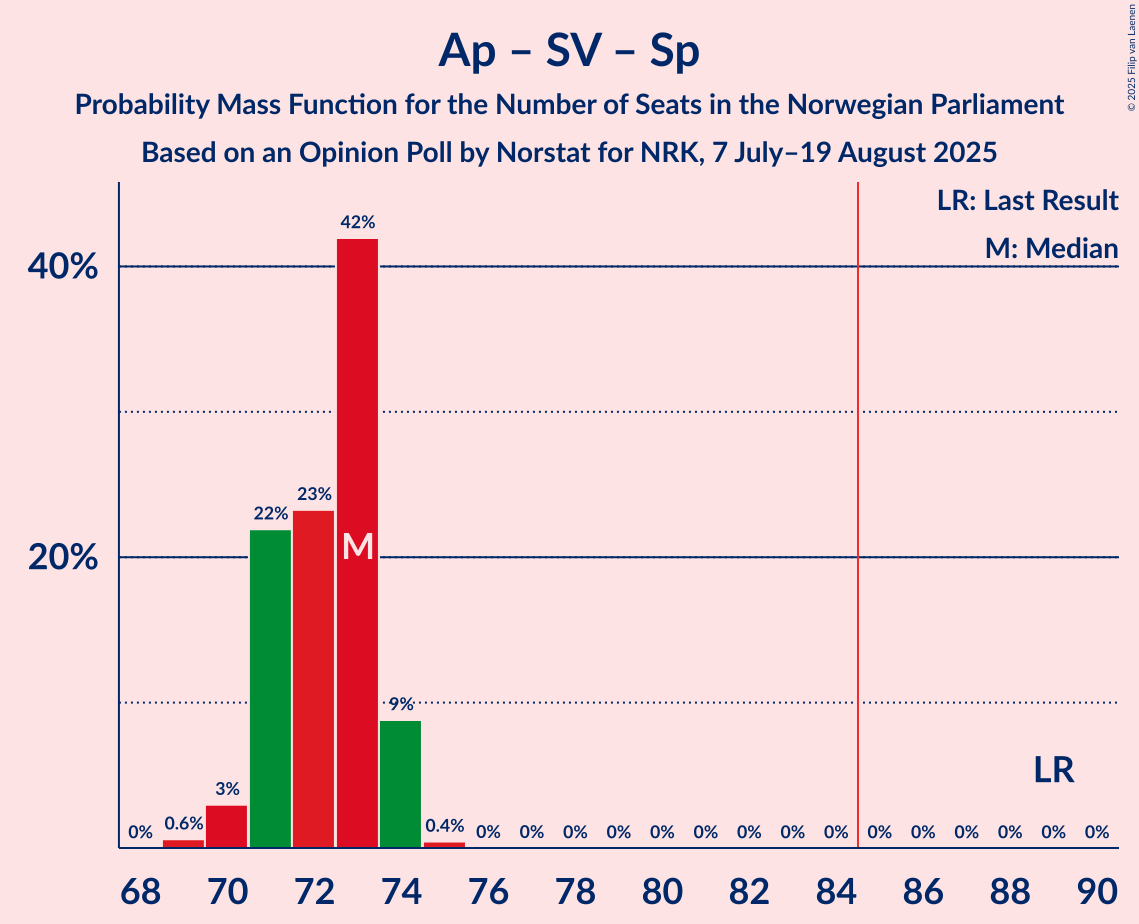 Ap – SV – Sp
Probability Mass Function for the Number of Seats in the Norwegian Parliament
Based on an Opinion Poll by Norstat for NRK, 7 July–19 August 2025
© 2025 Filip van Laenen
LR: Last Result
M: Median
40%
20%
0% 0.6% 3% 22% 23% 42% 9% 0.4% 0% 0% 0% 0% 0% 0% 0% 0% 0% 0% 0% 0% 0% 0% 0%
M
LR
68 70 72 74 76 78 80 82 84 86 88 90